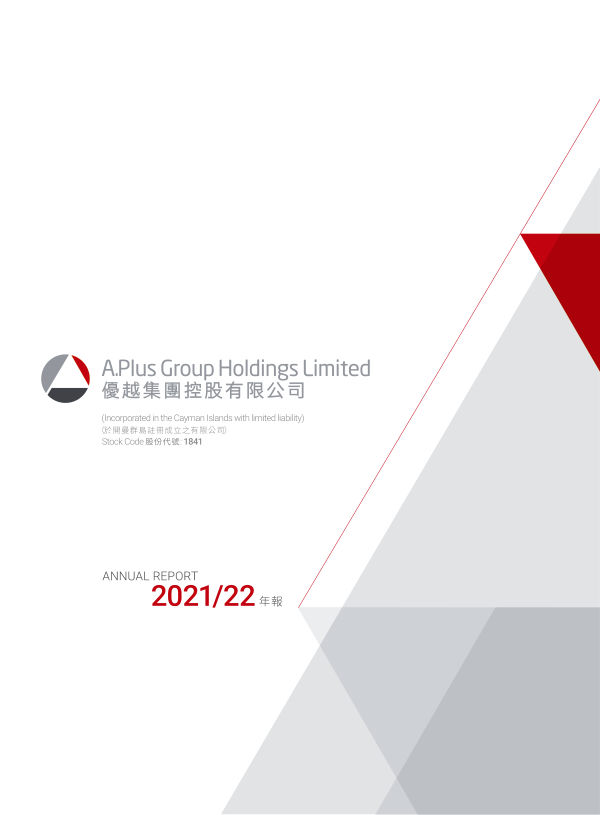 A.Plus Group Holdings Limited
優越集團控股有限公司
(Incorporated in the Cayman Islands with limited liability)
(於開曼群島註冊成立之有限公司)
Stock Code 股份代號: 1841
ANNUAL REPORT
2021/22 年報